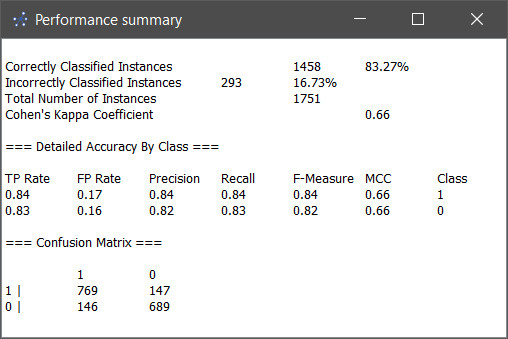 Performance summary
Correctly Classified Instances 1458 83.27%
Incorrectly Classified Instances 293 16.73%
Total Number of Instances 1751
Cohen's Kappa Coefficient 0.66
=== Detailed Accuracy By Class ===
TP Rate FP Rate Precision Recall F-Measure MCC Class
0.84 0.17 0.84 0.84 0.84 0.66 1
0.83 0.16 0.82 0.83 0.82 0.66 0
=== Confusion Matrix ===
1 0
1 | 769 147
0 | 146 689